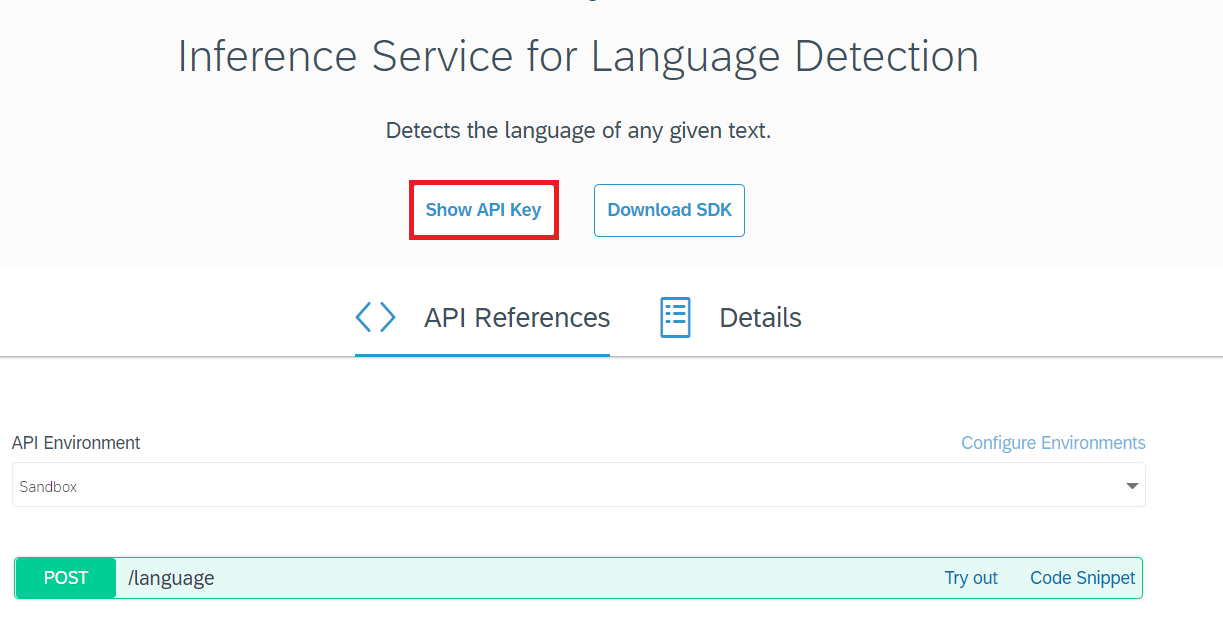 Inference Service for Language Detection
Detects the language of any given text.
Show API Key Download SDK
API References Details
API Environment Configure Environments
Sandbox
POST /language Try out Code Snippet